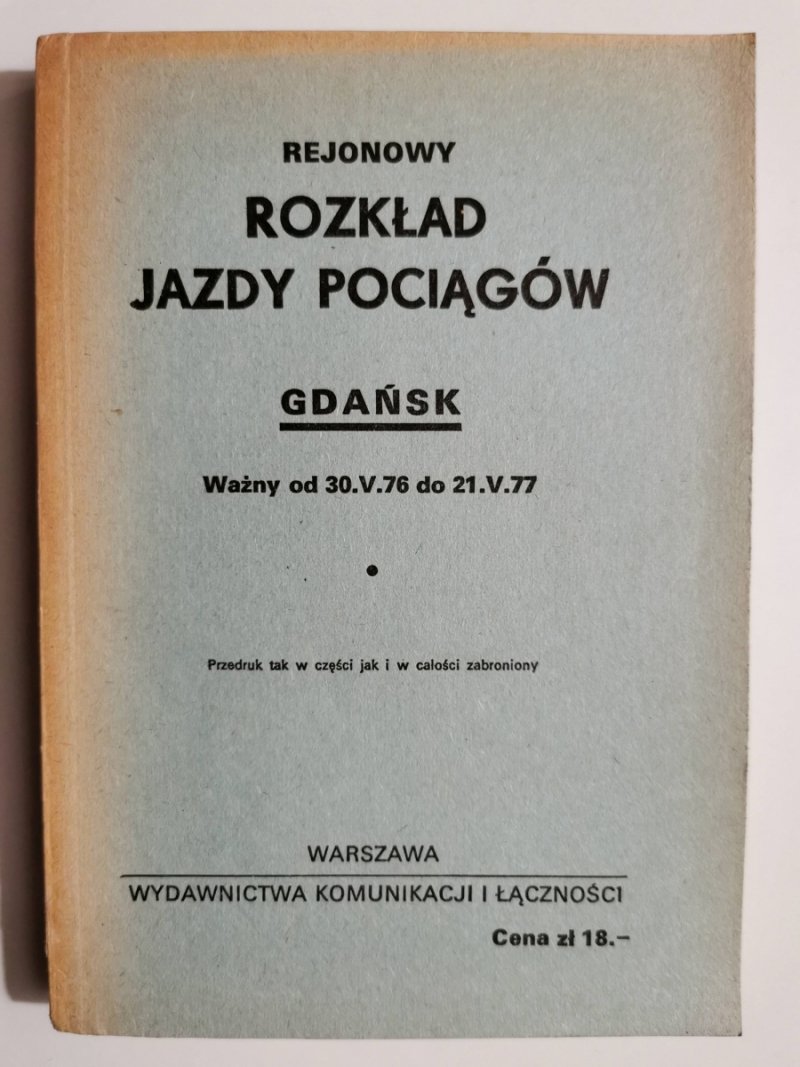 REJONOWY
ROZKŁAD
JAZDY POCIĄGÓW
GDAŃSK
Ważny od 30.V.76 do 21.V.77
Przedruk tak w części jak i w całości zabroniony
WARSZAWA
WYDAWNICTWA KOMUNIKACJI I ŁĄCZNOŚCI
Cena zł 18.–